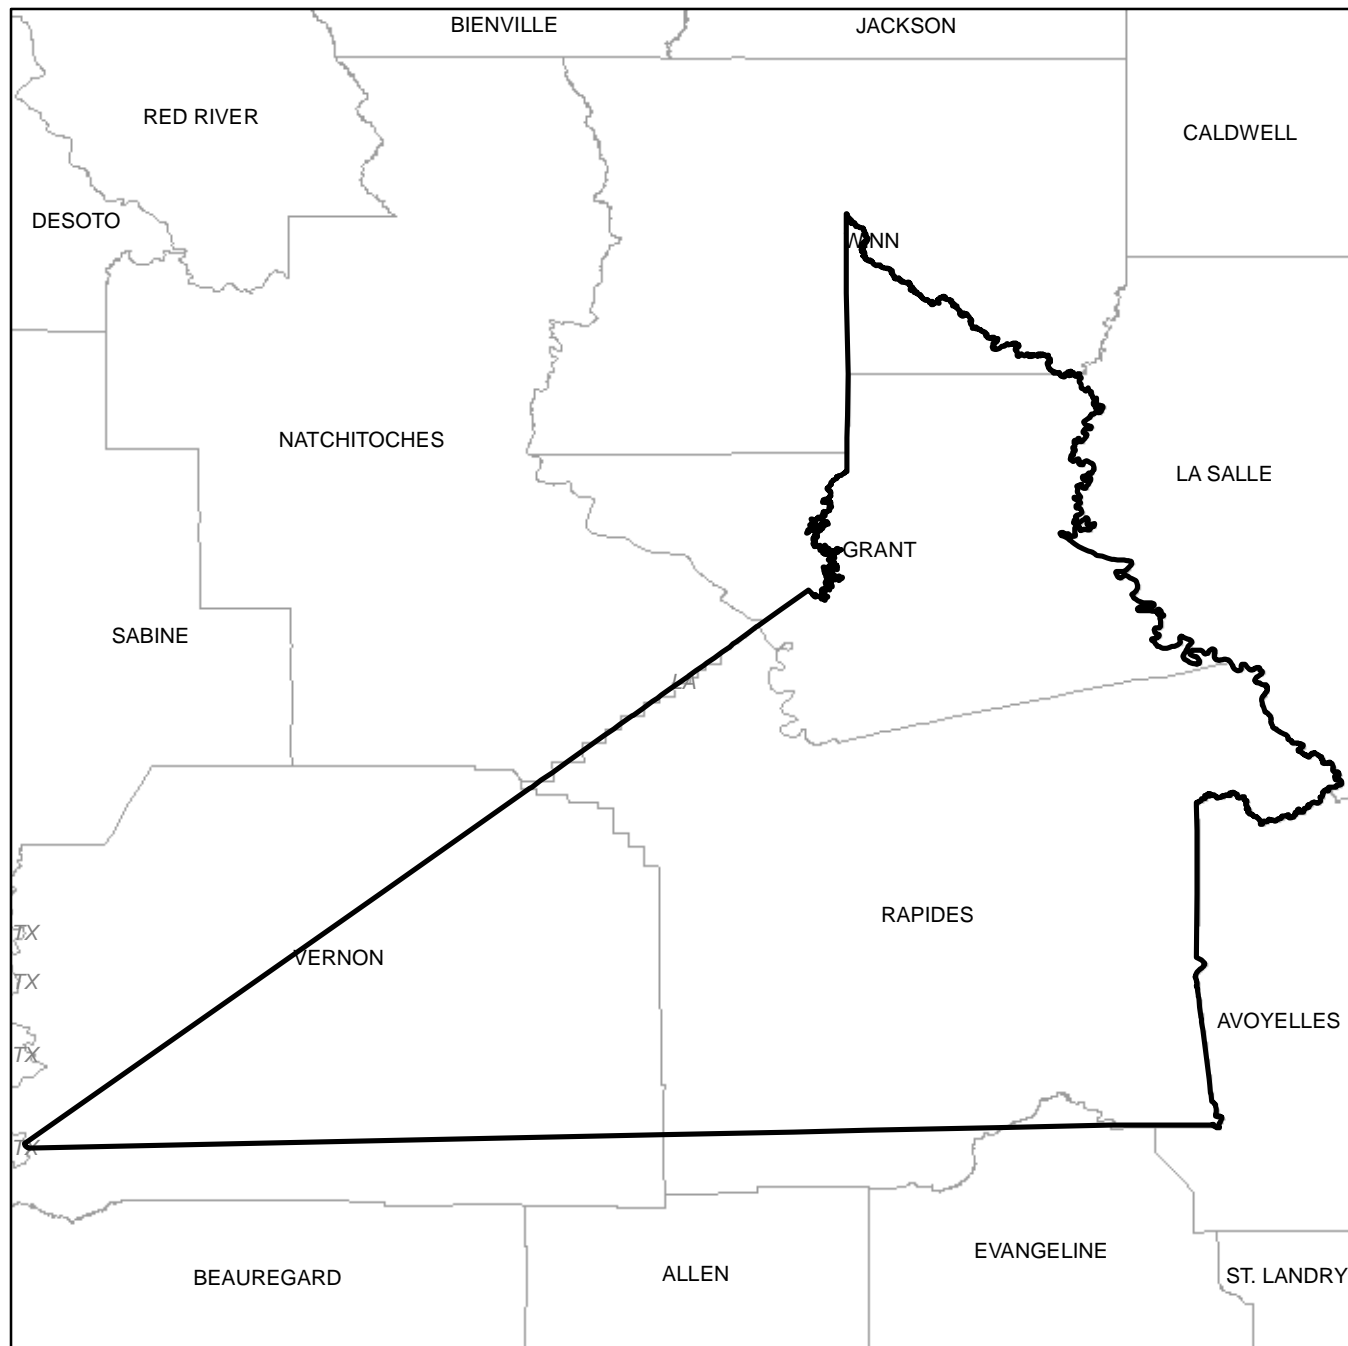 BIENVILLE
JACKSON
RED RIVER
CALDWELL
DESOTO
WINN
NATCHITOCHES
LA SALLE
GRANT
SABINE
LA
RAPIDES
TX
VERNON
TX
AVOYELLES
TX
TX
EVANGELINE
ALLEN
BEAUREGARD
ST. LANDRY